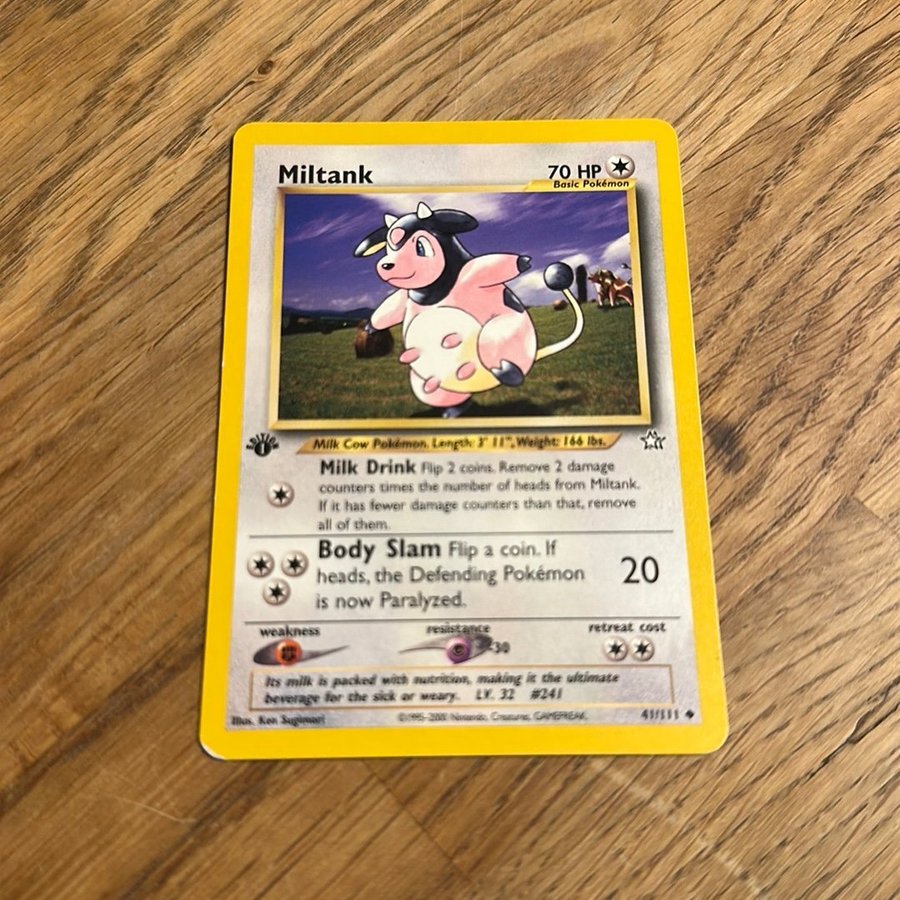 Miltank 70 HP
Basic Pokémon
EDITION
1
Milk Cow Pokémon. Length: 3' 11", Weight: 166 lbs.
Milk Drink Flip 2 coins. Remove 2 damage
counters times the number of heads from Miltank.
If it has fewer damage counters than that, remove
all of them.
Body Slam Flip a coin. If
heads, the Defending Pokémon
is now Paralyzed.
20
weakness resistance retreat cost
-30
Its milk is packed with nutrition, making it the ultimate
beverage for the sick or weary. LV. 32 #241
Illus. Ken Sugimori ©1995-2000 Nintendo, Creatures, GAMEFREAK. 41/111